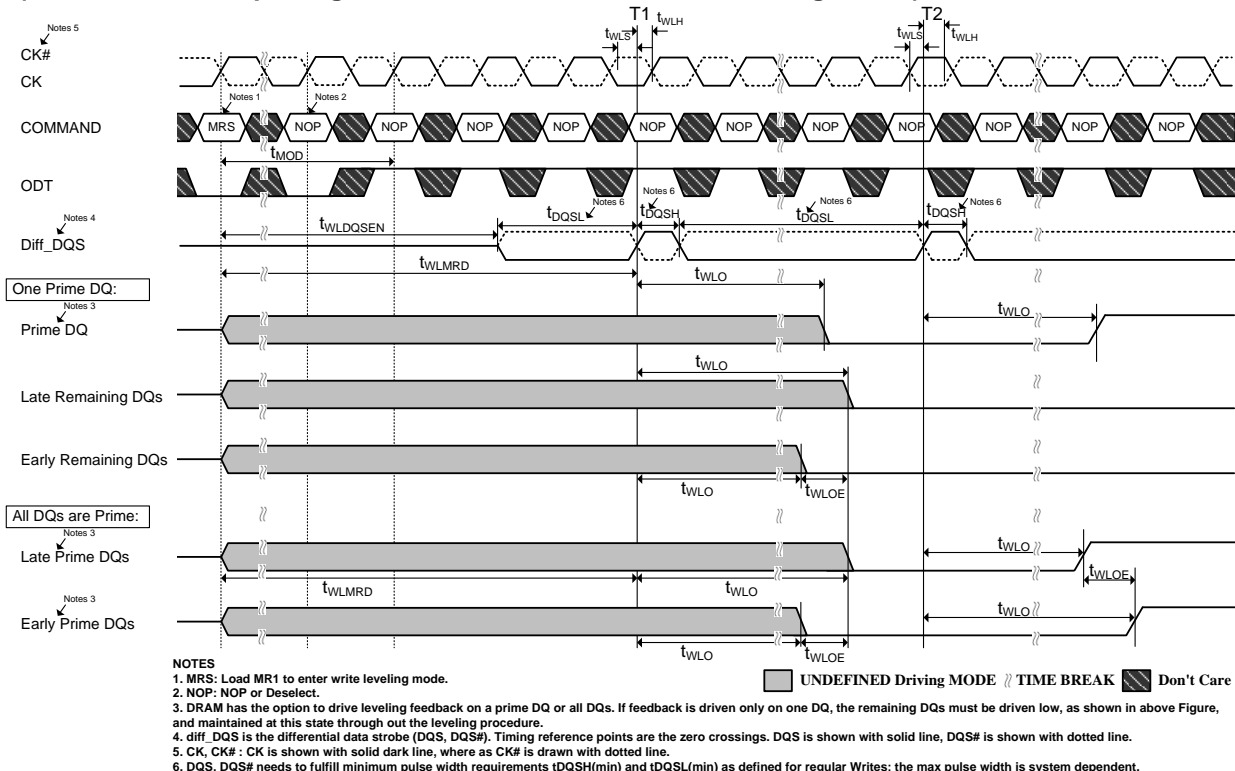 T1
T2
tWLS
tWLH
tWLS
tWLH
Notes 5
CK#
CK
Notes 1
Notes 2
COMMAND
MRS
NOP
NOP
NOP
NOP
NOP
NOP
NOP
NOP
NOP
NOP
NOP
tMOD
ODT
Notes 6
Notes 6
Notes 6
Notes 6
tDQSL
tDQSH
tDQSL
tDQSH
Notes 4
Diff_DQS
tWLDQSEN
tWLMRD
tWLO
One Prime DQ:
Notes 3
Prime DQ
tWLO
tWLO
Late Remaining DQs
Early Remaining DQs
tWLO
tWLOE
All DQs are Prime:
Notes 3
Late Prime DQs
tWLO
tWLMRD
tWLO
tWLOE
Notes 3
Early Prime DQs
tWLO
tWLO
tWLOE
NOTES
1. MRS: Load MR1 to enter write leveling mode.
2. NOP: NOP or Deselect.
UNDEFINED Driving MODE
TIME BREAK
Don't Care
3. DRAM has the option to drive leveling feedback on a prime DQ or all DQs. If feedback is driven only on one DQ, the remaining DQs must be driven low, as shown in above Figure,
and maintained at this state through out the leveling procedure.
4. diff_DQS is the differential data strobe (DQS, DQS#). Timing reference points are the zero crossings. DQS is shown with solid line, DQS# is shown with dotted line.
5. CK, CK# : CK is shown with solid dark line, where as CK# is drawn with dotted line.
6. DQS, DQS# needs to fulfill minimum pulse width requirements tDQSH(min) and tDQSL(min) as defined for regular Writes; the max pulse width is system dependent.